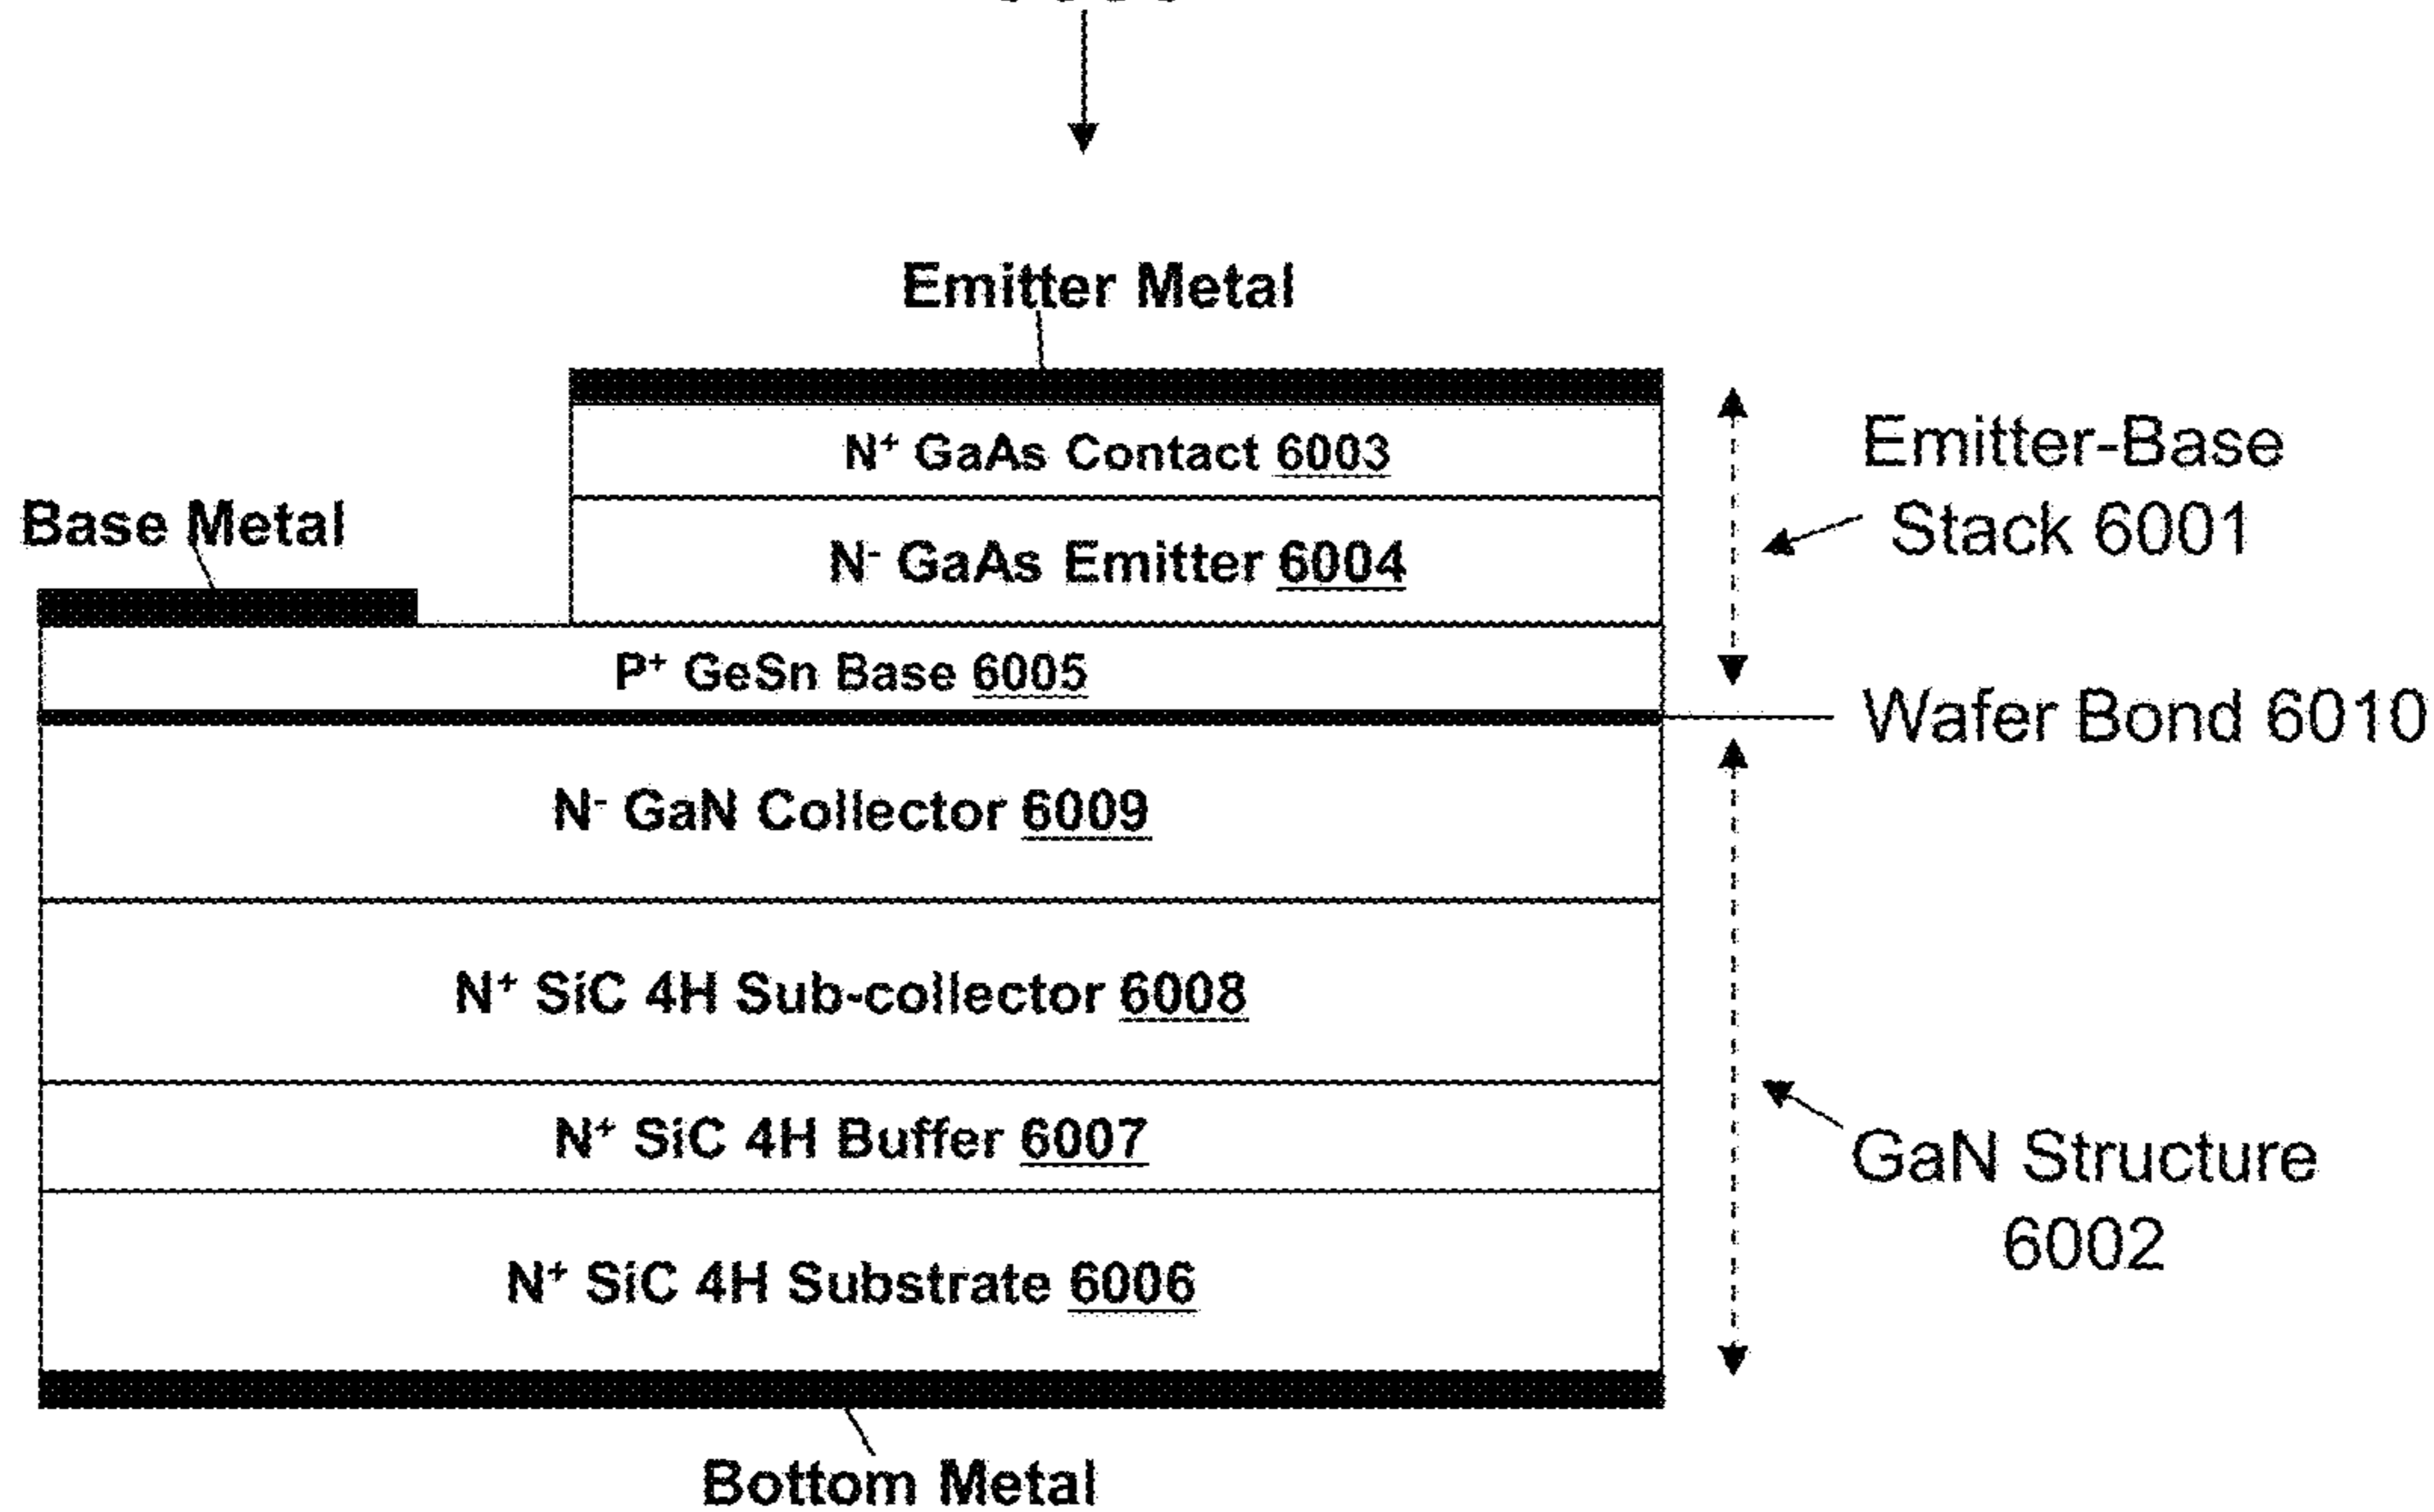 Emitter Metal
N⁺ GaAs Contact 6003
Emitter-Base
Stack 6001
Base Metal
N⁻ GaAs Emitter 6004
P⁺ GeSn Base 6005
Wafer Bond 6010
N⁻ GaN Collector 6009
N⁺ SiC 4H Sub-collector 6008
N⁺ SiC 4H Buffer 6007
GaN Structure
6002
N⁺ SiC 4H Substrate 6006
Bottom Metal